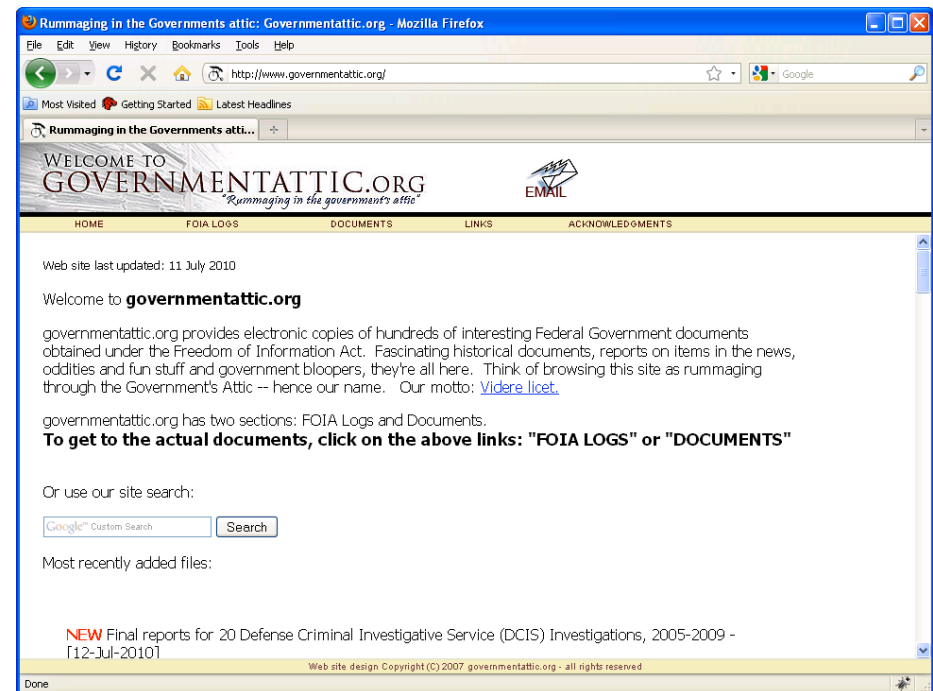 Rummaging in the Governments attic: Governmentattic.org - Mozilla Firefox
File Edit View History Bookmarks Tools Help
http://www.governmentattic.org/ Google
Most Visited Getting Started Latest Headlines
Rummaging in the Governments atti...
WELCOME TO
GOVERNMENTATTIC.ORG
"Rummaging in the government's attic"
EMAIL
HOME FOIA LOGS DOCUMENTS LINKS ACKNOWLEDGMENTS
Web site last updated: 11 July 2010
Welcome to governmentattic.org
governmentattic.org provides electronic copies of hundreds of interesting Federal Government documents
obtained under the Freedom of Information Act. Fascinating historical documents, reports on items in the news,
oddities and fun stuff and government bloopers, they're all here. Think of browsing this site as rummaging
through the Government's Attic -- hence our name. Our motto: Videre licet.
governmentattic.org has two sections: FOIA Logs and Documents.
To get to the actual documents, click on the above links: "FOIA LOGS" or "DOCUMENTS"
Or use our site search:
Google™ Custom Search Search
Most recently added files:
NEW Final reports for 20 Defense Criminal Investigative Service (DCIS) Investigations, 2005-2009 -
[12-Jul-2010]
Web site design Copyright (C) 2007 governmentattic.org - all rights reserved
Done